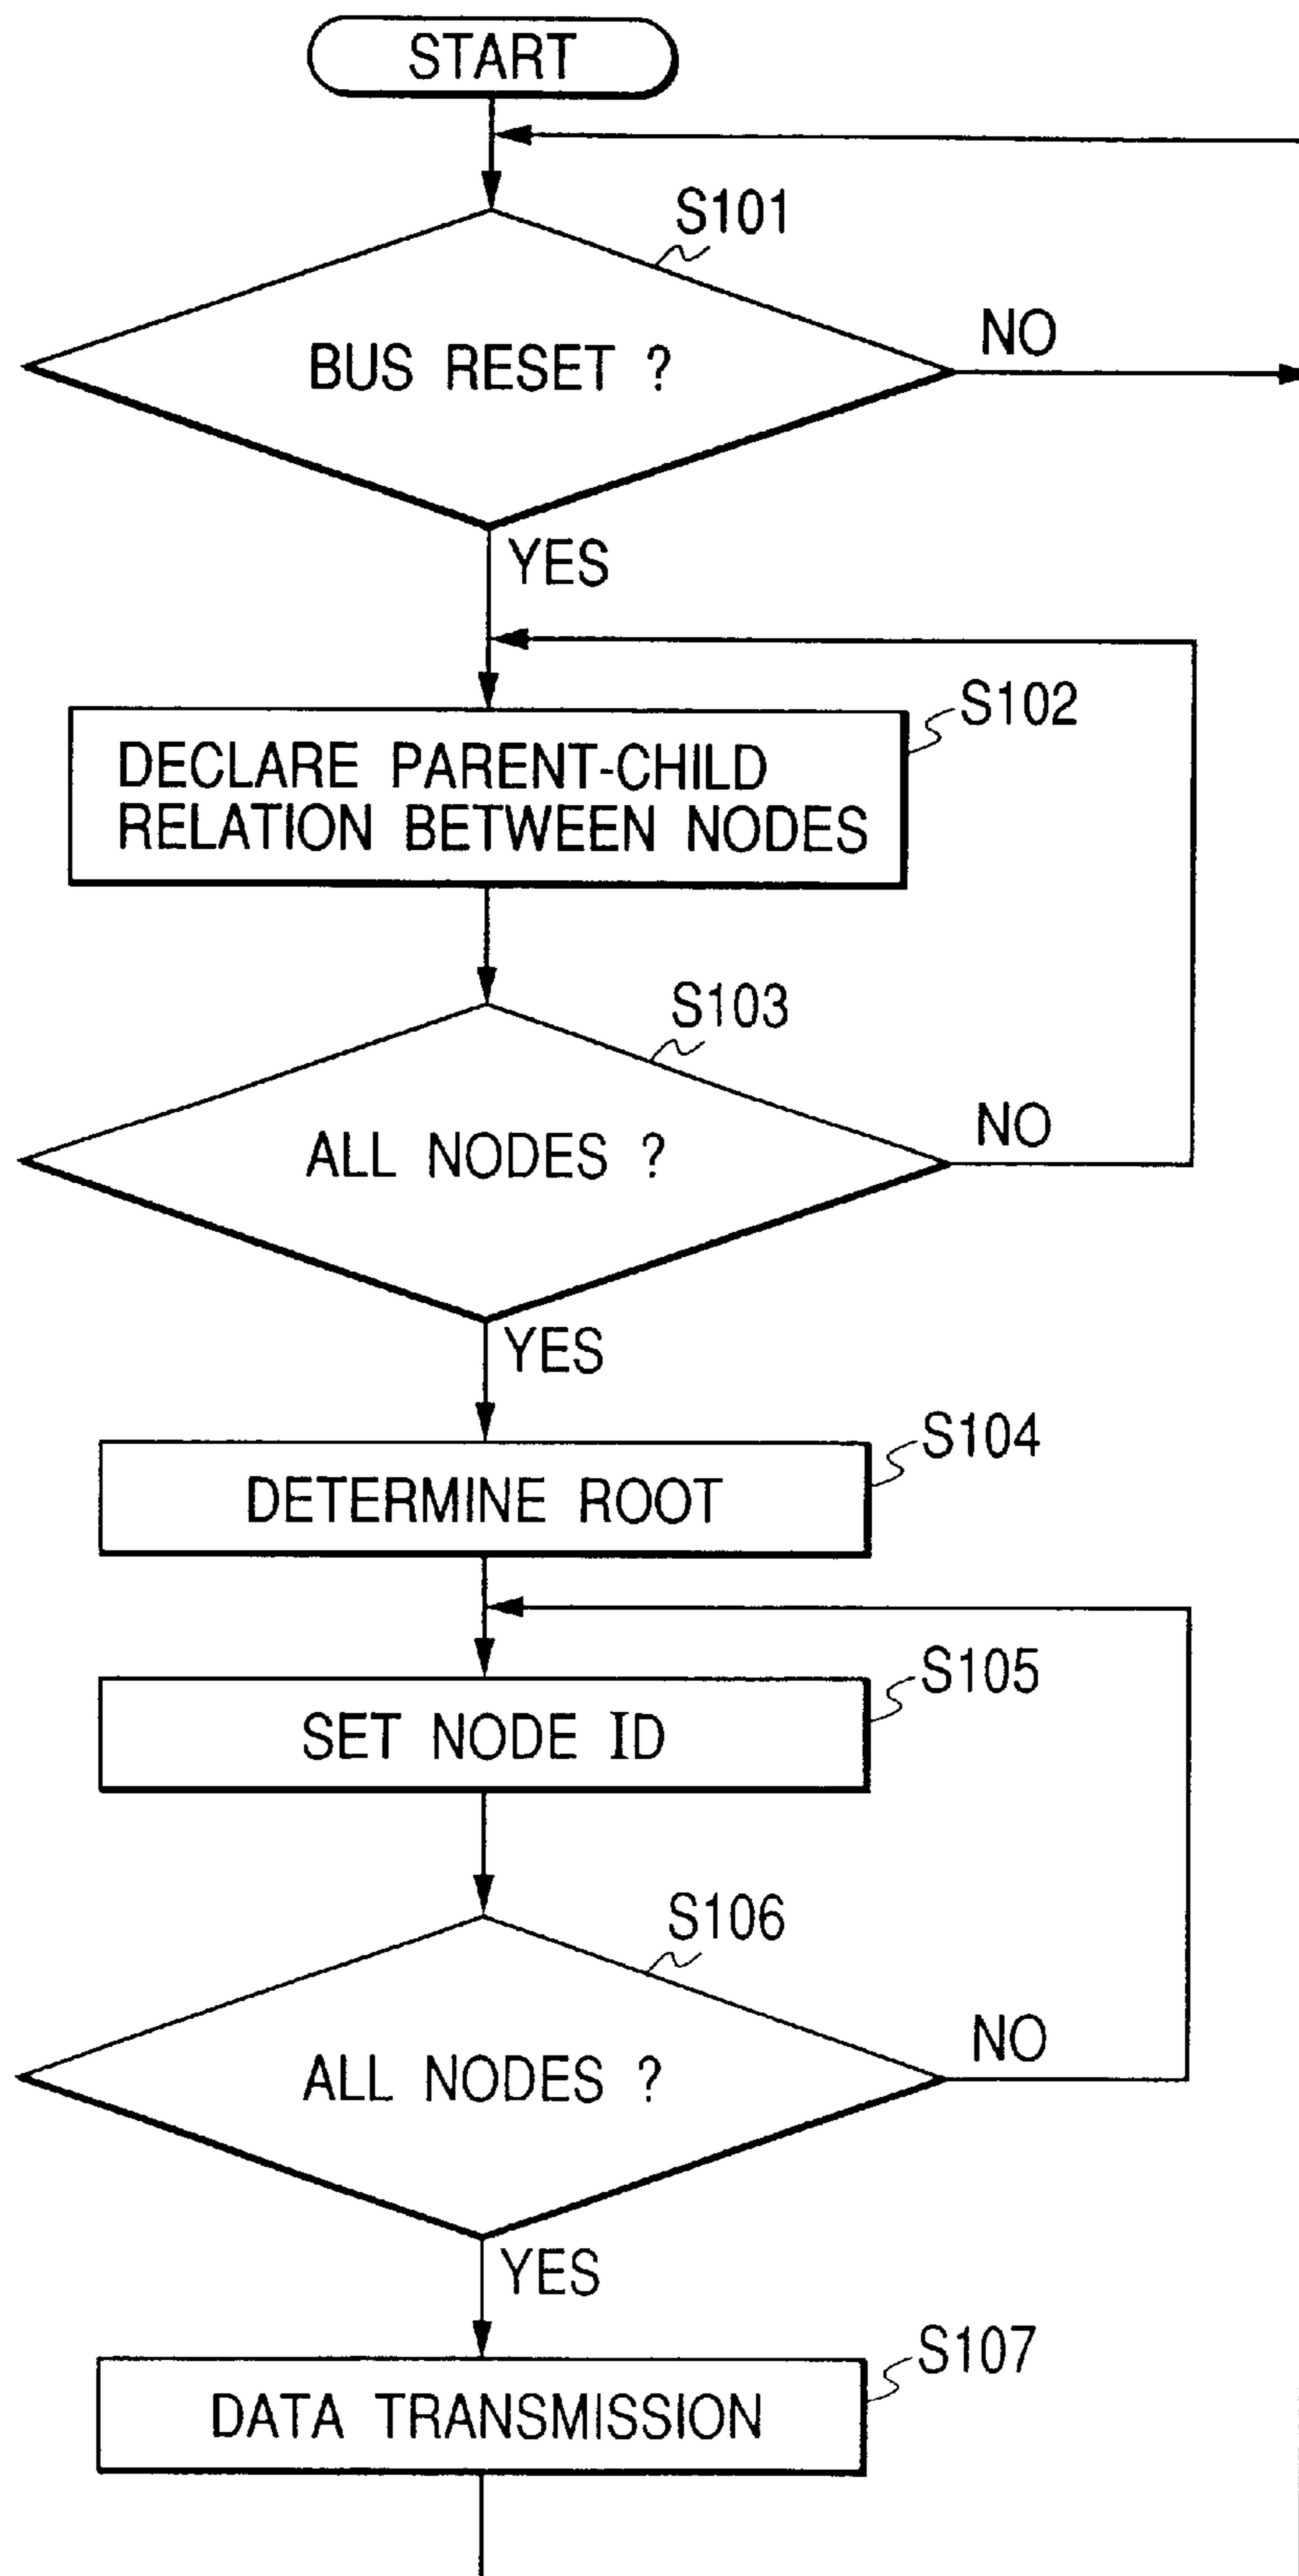 START
S101
BUS RESET ?
NO
YES
S102
DECLARE PARENT-CHILD
RELATION BETWEEN NODES
S103
ALL NODES ?
NO
YES
S104
DETERMINE ROOT
S105
SET NODE ID
S106
ALL NODES ?
NO
YES
S107
DATA TRANSMISSION